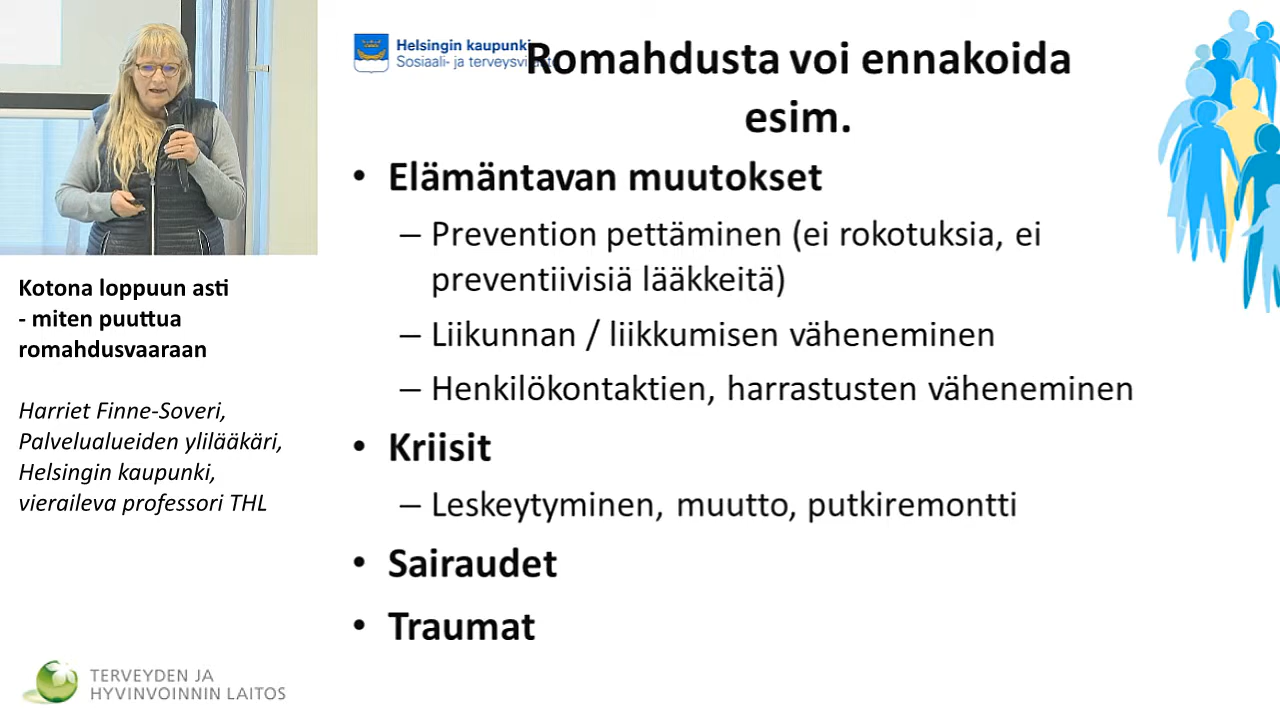 Helsingin kaupunki
Sosiaali- ja terveysvi
Romahdusta voi ennakoida
esim.
• Elämäntavan muutokset
– Prevention pettäminen (ei rokotuksia, ei
preventiivisiä lääkkeitä)
– Liikunnan / liikkumisen väheneminen
– Henkilökontaktien, harrastusten väheneminen
• Kriisit
– Leskeytyminen, muutto, putkiremontti
• Sairaudet
• Traumat
Kotona loppuun asti
- miten puuttua
romahdusvaaraan
Harriet Finne-Soveri,
Palvelualueiden ylilääkäri,
Helsingin kaupunki,
vieraileva professori THL
TERVEYDEN JA
HYVINVOINNIN LAITOS